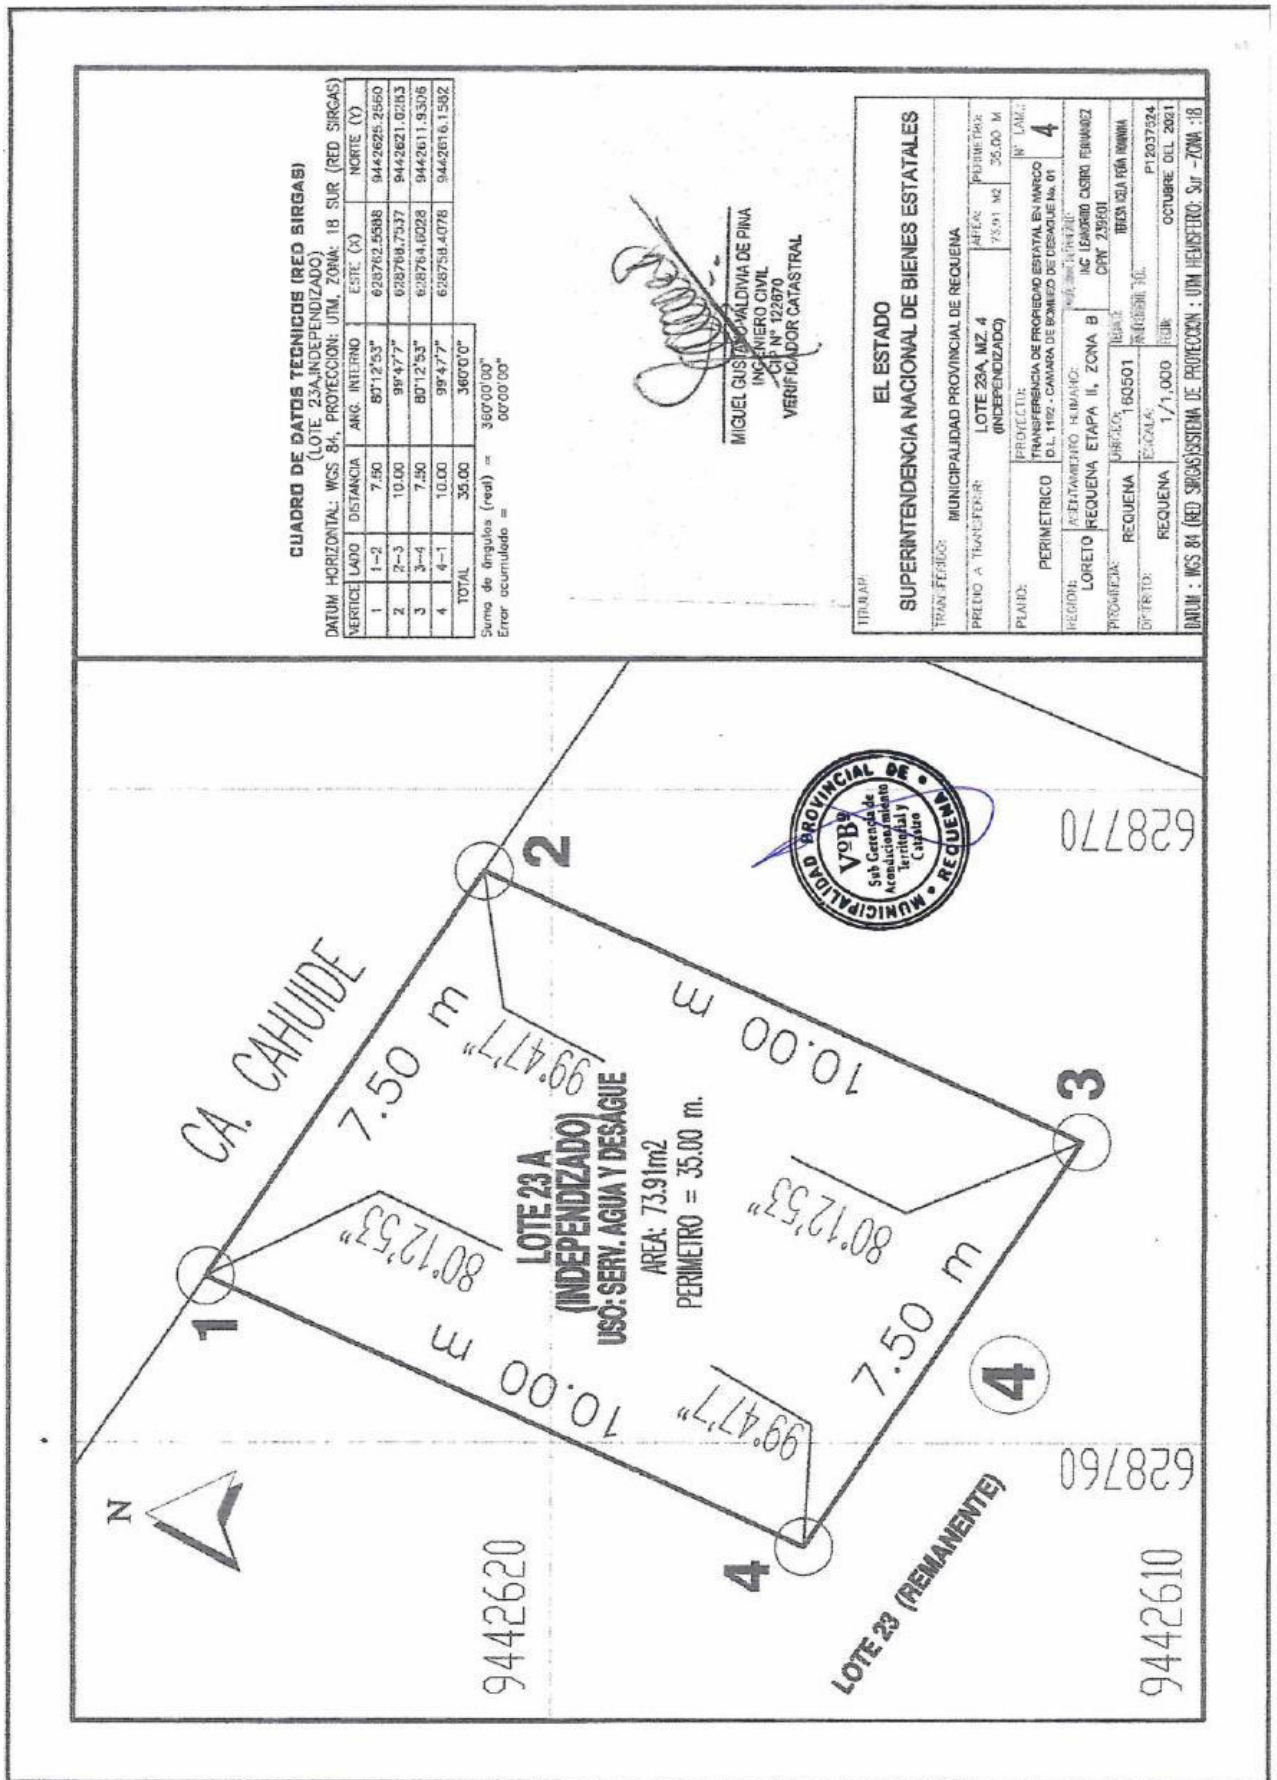 CUADRO DE DATOS TECNICOS (RED SIRGAS)
(LOTE 23A,INDEPENDIZADO)
DATUM HORIZONTAL: WGS 84, PROYECCION: UTM, ZONA: 18 SUR (RED SIRGAS)
VERTICE LADO DISTANCIA ANG. INTERNO ESTE (X) NORTE (Y)
1 1-2 7.50 80°12'53" 628762.5588 9442625.2560
2 2-3 10.00 99°47'7" 628768.7537 9442621.0283
3 3-4 7.50 80°12'53" 628764.6028 9442611.9306
4 4-1 10.00 99°47'7" 628758.4078 9442616.1582
TOTAL 35.00 360°0'0"
Suma de ángulos (real) = 360°00'00"
Error acumulado = 00°00'00"
MIGUEL GUSTAVO VALDIVIA DE PINA
INGENIERO CIVIL
CIP N° 122670
VERIFICADOR CATASTRAL
TITULAR:
EL ESTADO
SUPERINTENDENCIA NACIONAL DE BIENES ESTATALES
TRANSFERIDO:
MUNICIPALIDAD PROVINCIAL DE REQUENA
PREDIO A TRANSFERIR:
LOTE 23A, MZ. 4
(INDEPENDIZADO)
AREA:
73.91 M2
PERIMETRO:
35.00 M
PLANO:
PERIMETRICO
PROYECTO:
TRANSFERENCIA DE PROPIEDAD ESTATAL EN MARCO
D.L. 1192 - CAMARA DE BOMBEO DE DESAGUE No. 01
N° LAM.:
4
REGION:
LORETO
ASENTAMIENTO HUMANO:
REQUENA ETAPA II, ZONA B
ING LEANDRO CASTRO FERNANDEZ
PROVINCIA:
REQUENA
UBIGEO:
160501
DISTRITO:
REQUENA
ESCALA:
1/1,000
P12037524
OCTUBRE DEL 2021
DATUM : WGS 84 (RED SIRGAS)SISTEMA DE PROYECCION : UTM HEMISFERIO: Sur -ZONA :18
N
CA. CAHUIDE
1
7.50 m
2
80°12'53"
99°47'7"
10.00 m
10.00 m
LOTE 23 A
(INDEPENDIZADO)
USO: SERV. AGUA Y DESAGUE
AREA: 73.91m2
PERIMETRO = 35.00 m.
99°47'7"
80°12'53"
4
7.50 m
3
4
LOTE 23 (REMANENTE)
9442620
9442610
628760
628770
MUNICIPALIDAD PROVINCIAL DE REQUENA
VºBº
Sub Gerencia de
Acondicionamiento
Territorial y
Catastro